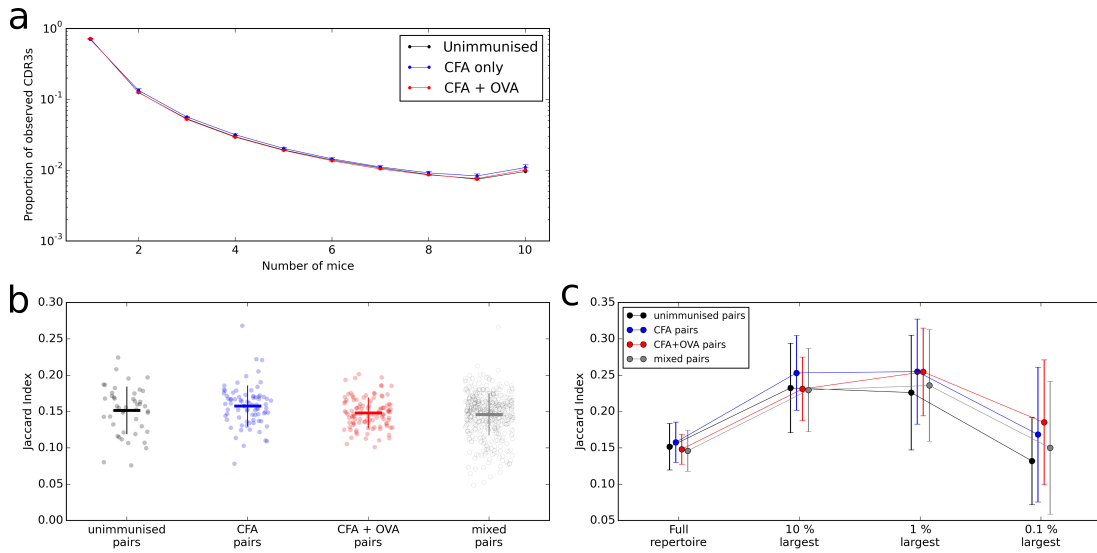 a
10^0
10^-1
10^-2
10^-3
Proportion of observed CDR3s
Unimmunised
CFA only
CFA + OVA
2
4
6
8
10
Number of mice
b
0.30
0.25
0.20
0.15
0.10
0.05
0.00
Jaccard Index
unimmunised
pairs
CFA
pairs
CFA + OVA
pairs
mixed
pairs
c
0.35
0.30
0.25
0.20
0.15
0.10
0.05
Jaccard Index
unimmunised pairs
CFA pairs
CFA+OVA pairs
mixed pairs
Full
repertoire
10 %
largest
1 %
largest
0.1 %
largest